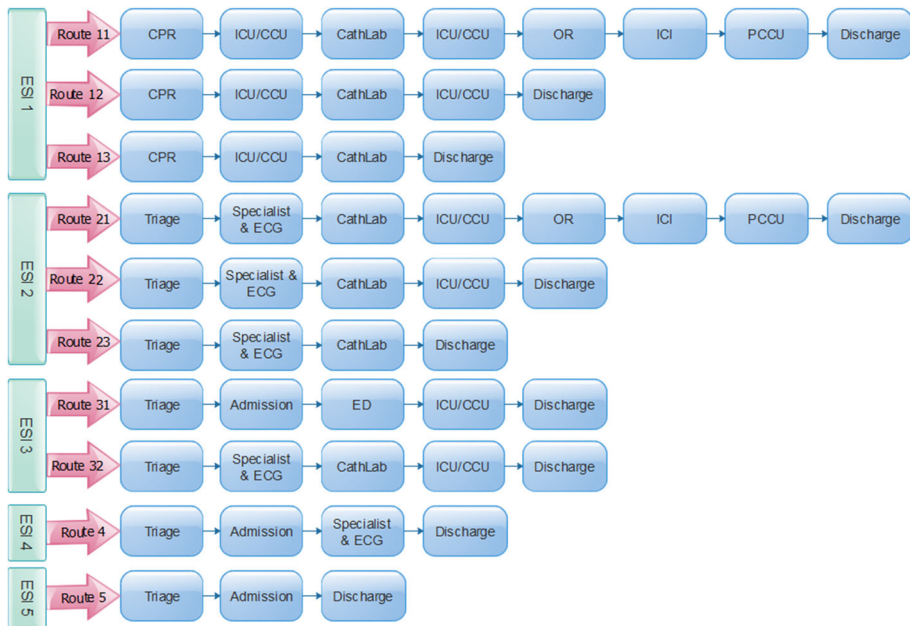 ESI 1
Route 11
CPR
ICU/CCU
CathLab
ICU/CCU
OR
ICI
PCCU
Discharge
Route 12
CPR
ICU/CCU
CathLab
ICU/CCU
Discharge
Route 13
CPR
ICU/CCU
CathLab
Discharge
ESI 2
Route 21
Triage
Specialist
& ECG
CathLab
ICU/CCU
OR
ICI
PCCU
Discharge
Route 22
Triage
Specialist &
ECG
CathLab
ICU/CCU
Discharge
Route 23
Triage
Specialist
& ECG
CathLab
Discharge
ESI 3
Route 31
Triage
Admission
ED
ICU/CCU
Discharge
Route 32
Triage
Specialist
& ECG
CathLab
ICU/CCU
Discharge
ESI 4
Route 4
Triage
Admission
Specialist
& ECG
Discharge
ESI 5
Route 5
Triage
Admission
Discharge